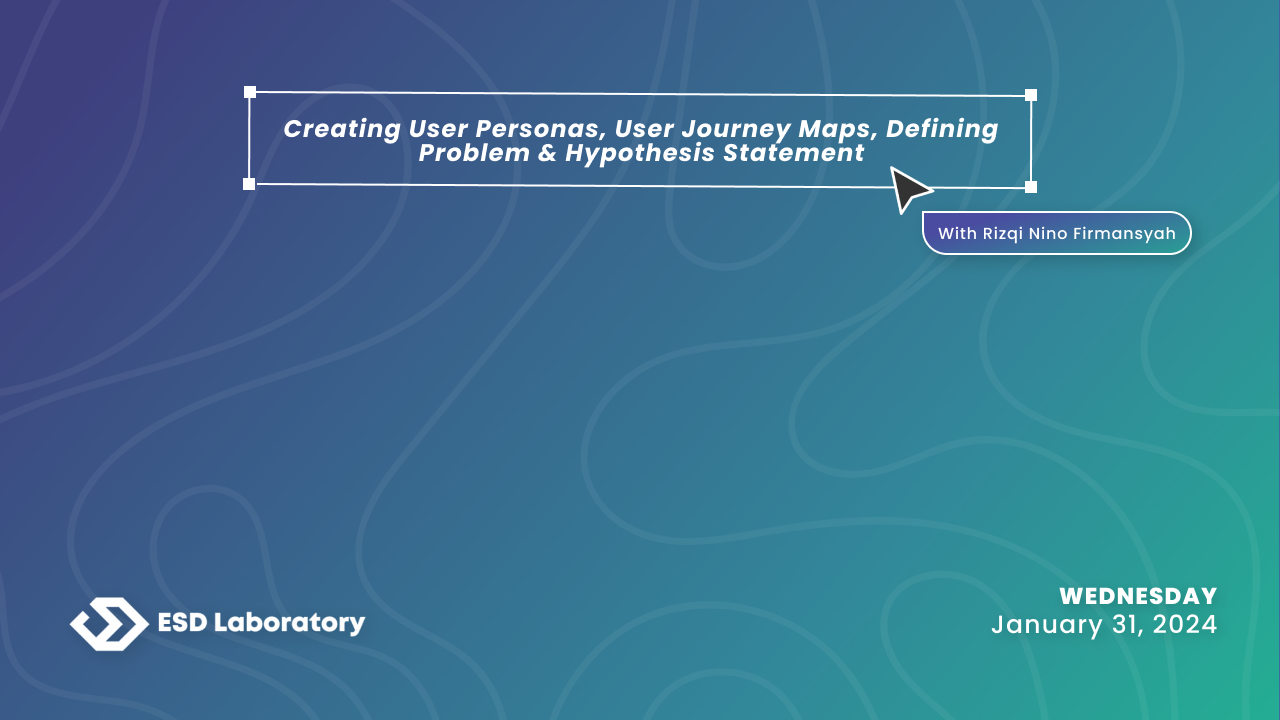 Creating User Personas, User Journey Maps, Defining
Problem & Hypothesis Statement
With Rizqi Nino Firmansyah
ESD Laboratory
WEDNESDAY
January 31, 2024